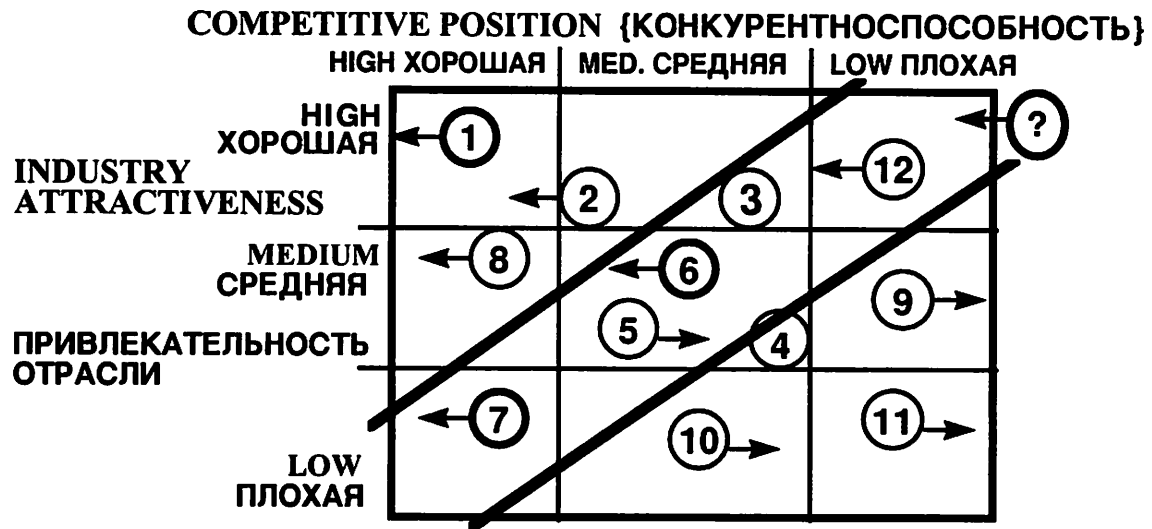 COMPETITIVE POSITION {КОНКУРЕНТНОСПОСОБНОСТЬ}
HIGH ХОРОШАЯ MED. СРЕДНЯЯ LOW ПЛОХАЯ
HIGH
ХОРОШАЯ
INDUSTRY
ATTRACTIVENESS
MEDIUM
СРЕДНЯЯ
ПРИВЛЕКАТЕЛЬНОСТЬ
ОТРАСЛИ
LOW
ПЛОХАЯ
1
?
12
2
3
8
6
9
5
4
7
11
10